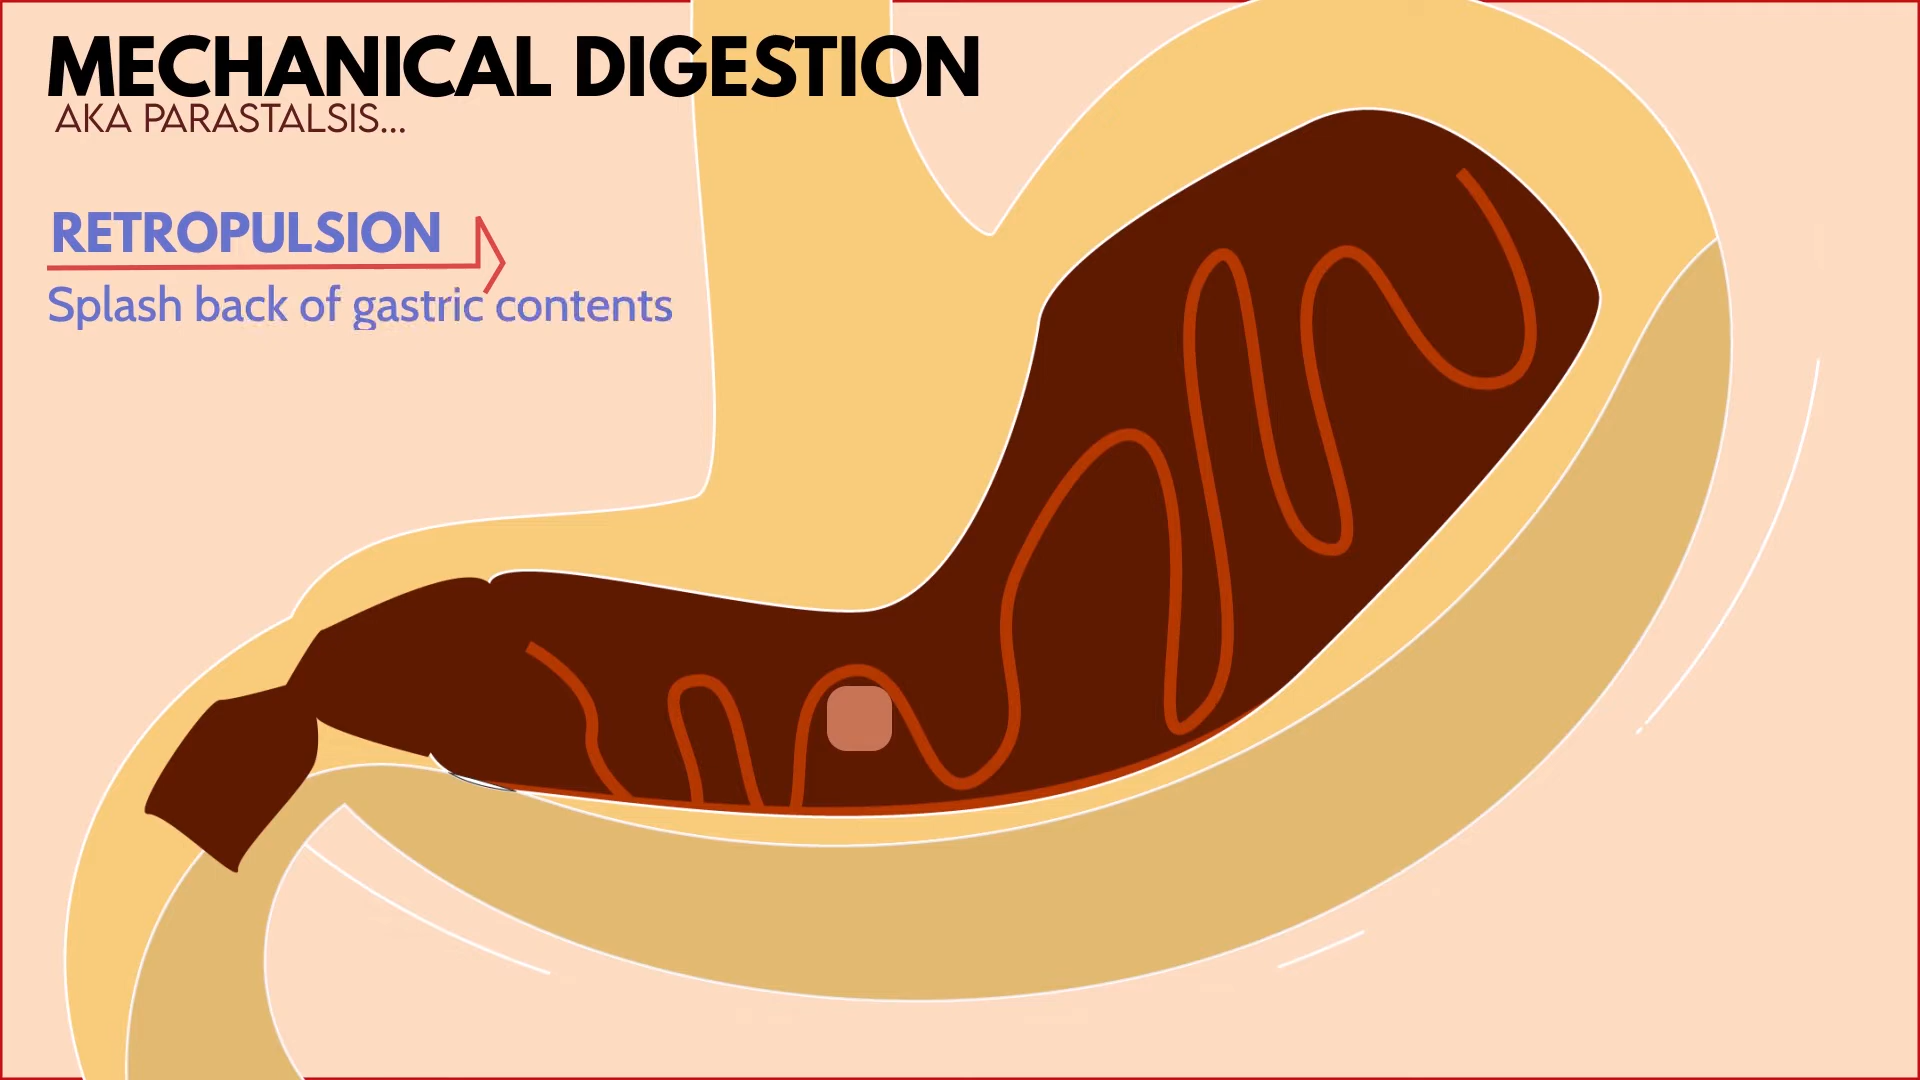 MECHANICAL DIGESTION
AKA PARASTALSIS...
RETROPULSION
Splash back of gastric contents